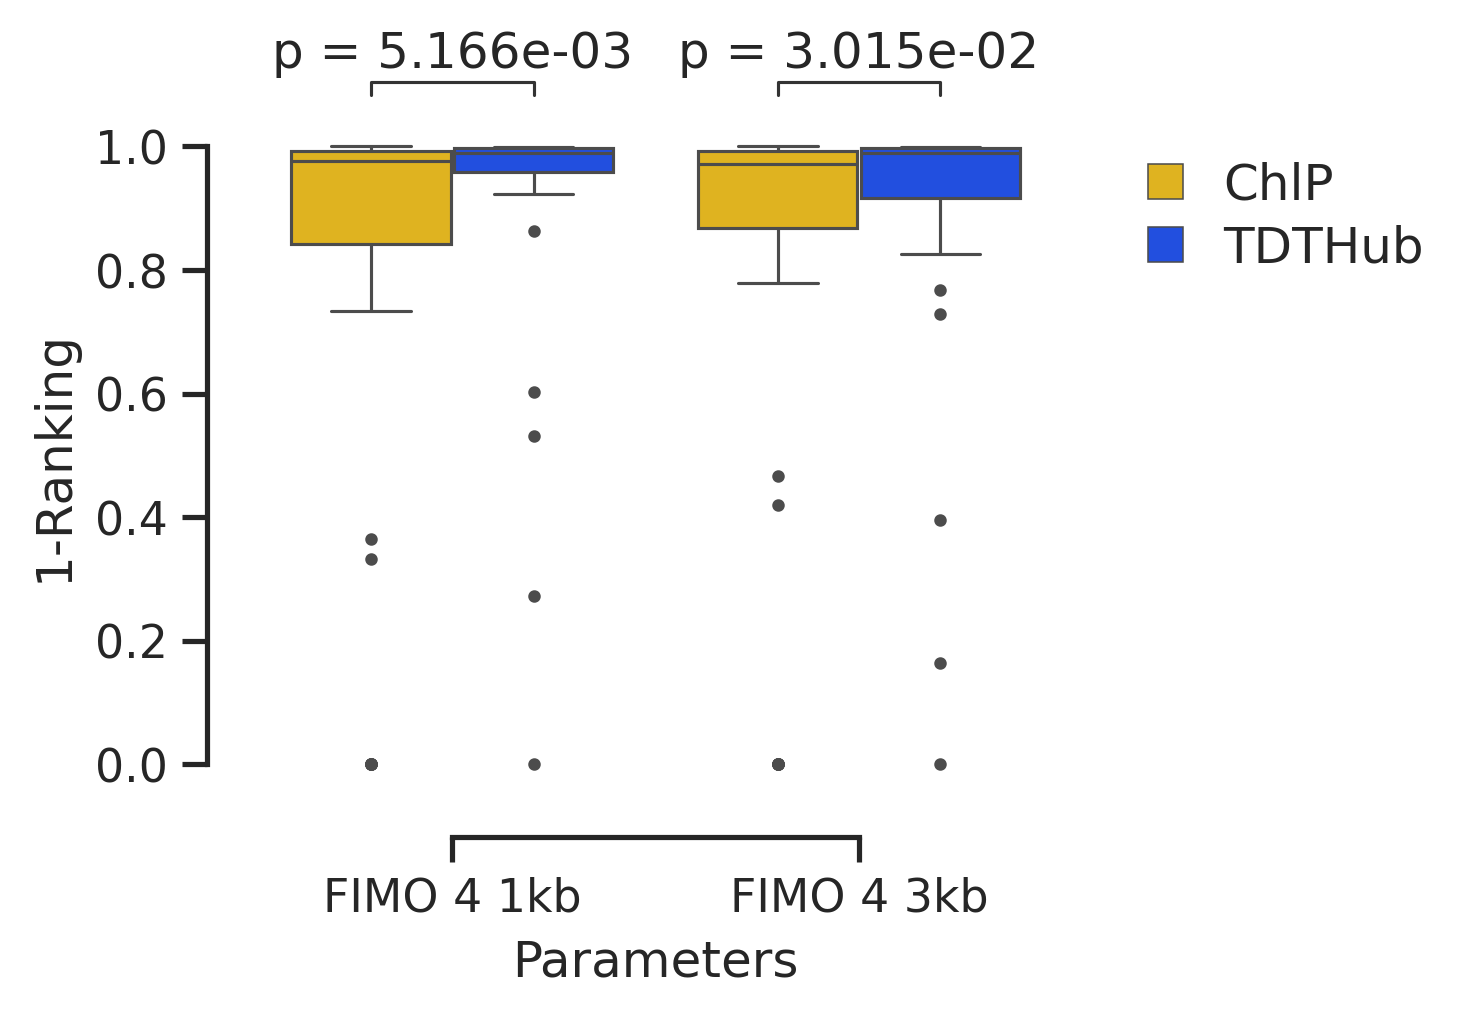 p = 5.166e-03 p = 3.015e-02
1.0
0.8
0.6
0.4
0.2
0.0
1-Ranking
ChlP
TDTHub
FIMO 4 1kb FIMO 4 3kb
Parameters